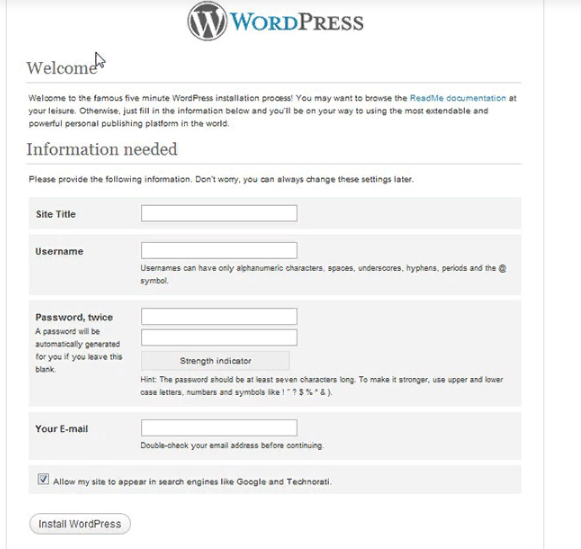 WORDPRESS
Welcome
Welcome to the famous five minute WordPress installation process! You may want to browse the ReadMe documentation at
your leisure. Otherwise, just fill in the information below and you'll be on your way to using the most extendable and
powerful personal publishing platform in the world.
Information needed
Please provide the following information. Don't worry, you can always change these settings later.
Site Title
Username
Usernames can have only alphanumeric characters, spaces, underscores, hyphens, periods and the @
symbol.
Password, twice
A password will be
automatically generated
for you if you leave this
blank.
Strength indicator
Hint: The password should be at least seven characters long. To make it stronger, use upper and lower
case letters, numbers and symbols like ! " ? $ % ^ & ).
Your E-mail
Double-check your email address before continuing.
Allow my site to appear in search engines like Google and Technorati.
Install WordPress